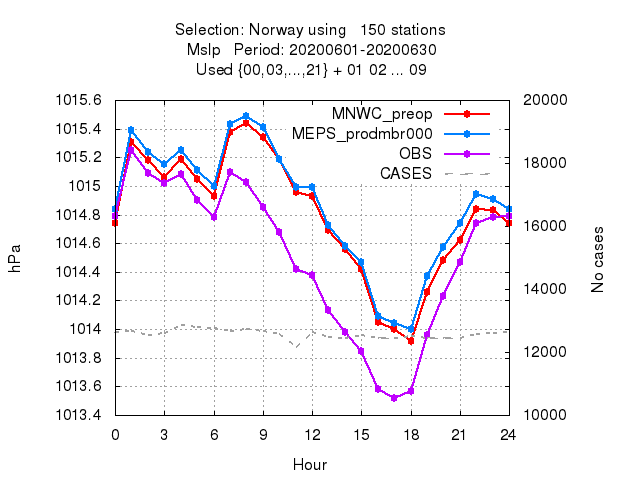 Selection: Norway using   150 stations
Mslp   Period: 20200601-20200630
Used {00,03,...,21} + 01 02 ... 09
1015.6
1015.4
1015.2
1015
1014.8
1014.6
1014.4
1014.2
1014
1013.8
1013.6
1013.4
hPa
MNWC_preop
MEPS_prodmbr000
OBS
CASES
20000
18000
16000
14000
12000
10000
No cases
0 3 6 9 12 15 18 21 24
Hour